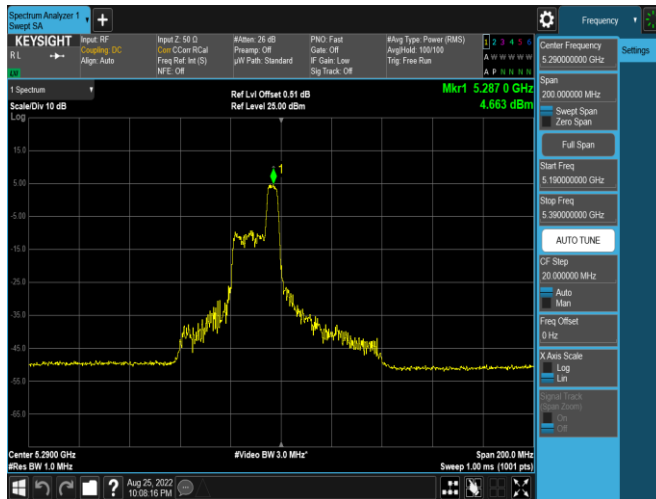 Spectrum Analyzer 1
Swept SA
Frequency
KEYSIGHT
RL
Input: RF
Coupling: DC
Align: Auto
Input Z: 50 Ω
Corr CCorr RCal
Freq Ref: Int (S)
NFE: Off
#Atten: 26 dB
Preamp: Off
µW Path: Standard
PNO: Fast
Gate: Off
IF Gain: Low
Sig Track: Off
#Avg Type: Power (RMS)
Avg|Hold: 100/100
Trig: Free Run
1 2 3 4 5 6
A W W W W W
A P N N N N
1 Spectrum
Scale/Div 10 dB
Log
Ref Lvl Offset 0.51 dB
Ref Level 25.00 dBm
Mkr1 5.287 0 GHz
4.663 dBm
15.0
5.00
-5.00
-15.0
-25.0
-35.0
-45.0
-55.0
-65.0
1
Center 5.2900 GHz
#Res BW 1.0 MHz
#Video BW 3.0 MHz*
Span 200.0 MHz
Sweep 1.00 ms (1001 pts)
Aug 25, 2022
10:08:16 PM
Center Frequency
5.290000000 GHz
Settings
Span
200.000000 MHz
Swept Span
Zero Span
Full Span
Start Freq
5.190000000 GHz
Stop Freq
5.390000000 GHz
AUTO TUNE
CF Step
20.000000 MHz
Auto
Man
Freq Offset
0 Hz
X Axis Scale
Log
Lin
Signal Track
(Span Zoom)
On
Off